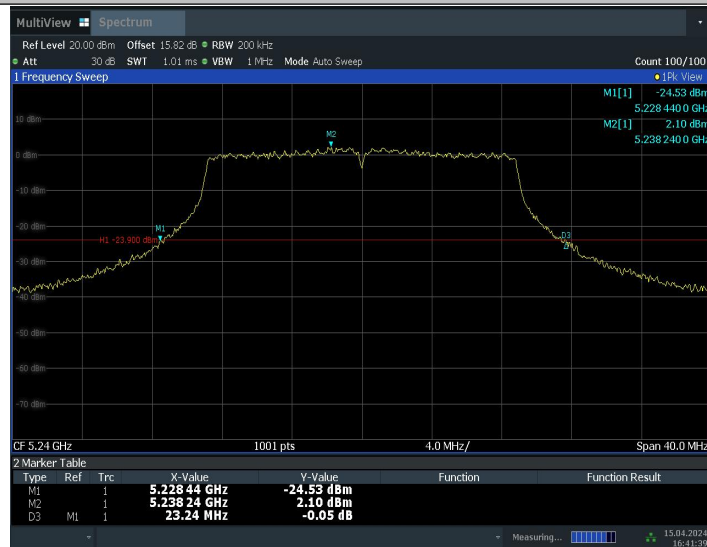 MultiView Spectrum
Ref Level 20.00 dBm Offset 15.82 dB RBW 200 kHz
Att 30 dB SWT 1.01 ms VBW 1 MHz Mode Auto Sweep Count 100/100
1 Frequency Sweep 1Pk View
M1[1] -24.53 dBm
5.228 440 0 GHz
M2[1] 2.10 dBm
5.238 240 0 GHz
10 dBm
M2
0 dBm
-10 dBm
-20 dBm
M1
D3
H1 -23.900 dBm
-30 dBm
-40 dBm
-50 dBm
-60 dBm
-70 dBm
CF 5.24 GHz 1001 pts 4.0 MHz/ Span 40.0 MHz
2 Marker Table
Type Ref Trc X-Value Y-Value Function Function Result
M1 1 5.228 44 GHz -24.53 dBm
M2 1 5.238 24 GHz 2.10 dBm
D3 M1 1 23.24 MHz -0.05 dB
Measuring... 15.04.2024
16:41:39